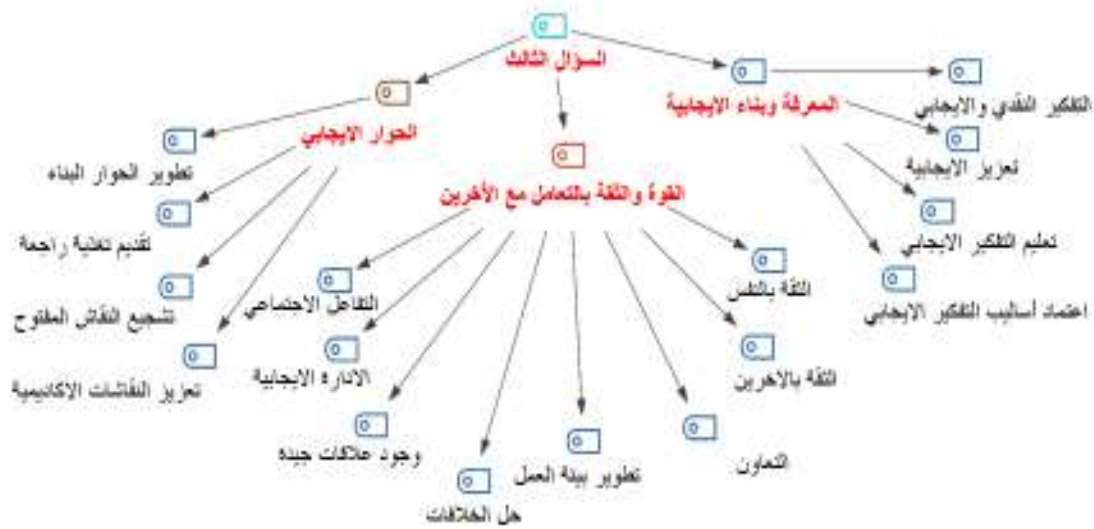 السؤال الثالث
المعرفة وبناء الايجابية
التفكير النقدي والايجابي
تعزيز الايجابية
تعليم التفكير الايجابي
اعتماد أساليب التفكير الايجابي
القوة والثقة بالتعامل مع الأخرين
الثقة بالنفس
الثقة بالاخرين
التعاون
تطوير بيئة العمل
حل الخلافات
وجود علاقات جيدة
الادارة الايجابية
التفاعل الاجتماعي
الحوار الايجابي
تطوير الحوار البناء
تقديم تغذية راجعة
تشجيع النقاش المفتوح
تعزيز النقاشات الاكاديمية